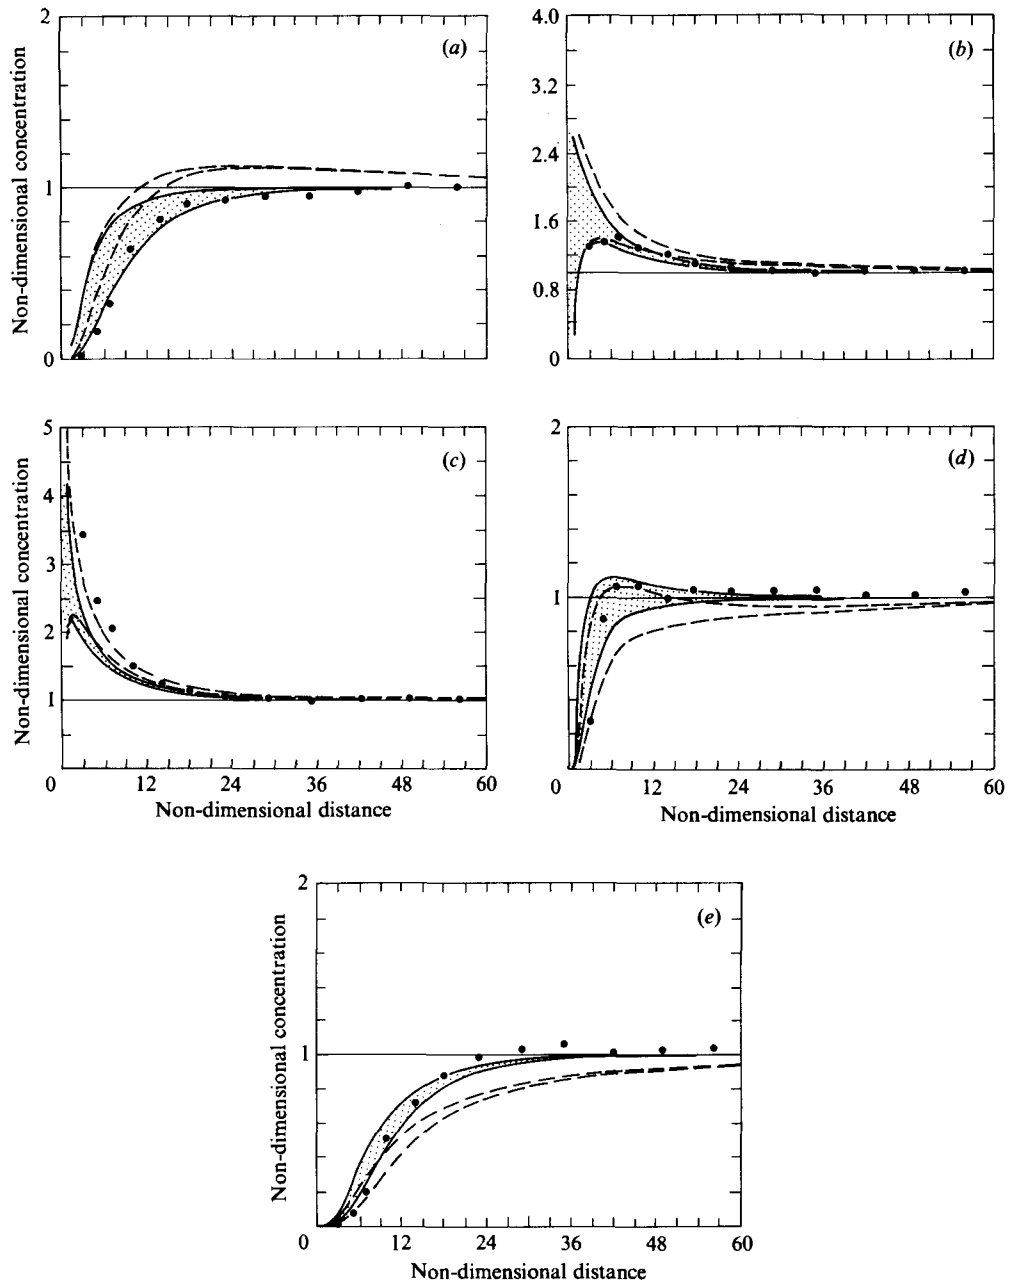 2
(a)
Non-dimensional concentration
1
0
60
4.0
(b)
3.2
2.4
1.6
0.8
0
60
5
(c)
4
Non-dimensional concentration
3
2
1
0 12 24 36 48 60
Non-dimensional distance
2
(d)
1
0 12 24 36 48 60
Non-dimensional distance
2
(e)
Non-dimensional concentration
1
0
0 12 24 36 48 60
Non-dimensional distance